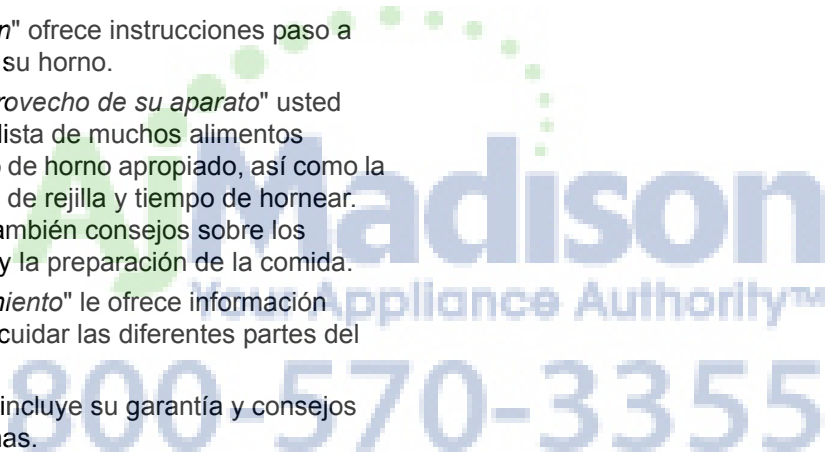 n" ofrece instrucciones paso a
su horno.
rovecho de su aparato" usted
lista de muchos alimentos
o de horno apropiado, así como la
de rejilla y tiempo de hornear.
ambién consejos sobre los
y la preparación de la comida.
miento" le ofrece información
cuidar las diferentes partes del
incluye su garantía y consejos
nas.
AjMadison
Your Appliance Authority™
800-570-3355